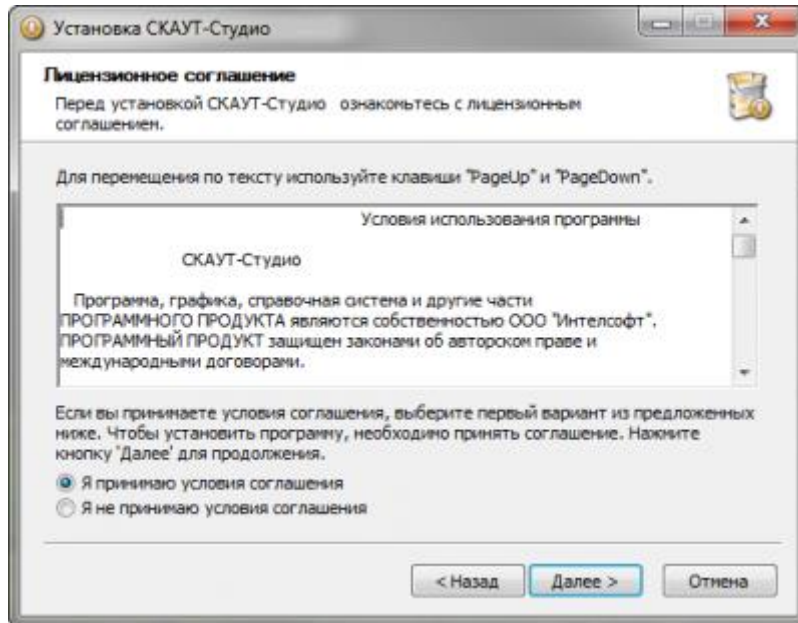 Установка СКАУТ-Студио
Лицензионное соглашение
Перед установкой СКАУТ-Студио ознакомьтесь с лицензионным
соглашением.
Для перемещения по тексту используйте клавиши "PageUp" и "PageDown".
Условия использования программы
СКАУТ-Студио
Программа, графика, справочная система и другие части
ПРОГРАММНОГО ПРОДУКТА являются собственностью ООО "Интелсофт".
ПРОГРАММНЫЙ ПРОДУКТ защищен законами об авторском праве и
международными договорами.
Если вы принимаете условия соглашения, выберите первый вариант из предложенных
ниже. Чтобы установить программу, необходимо принять соглашение. Нажмите
кнопку 'Далее' для продолжения.
Я принимаю условия соглашения
Я не принимаю условия соглашения
< Назад Далее > Отмена